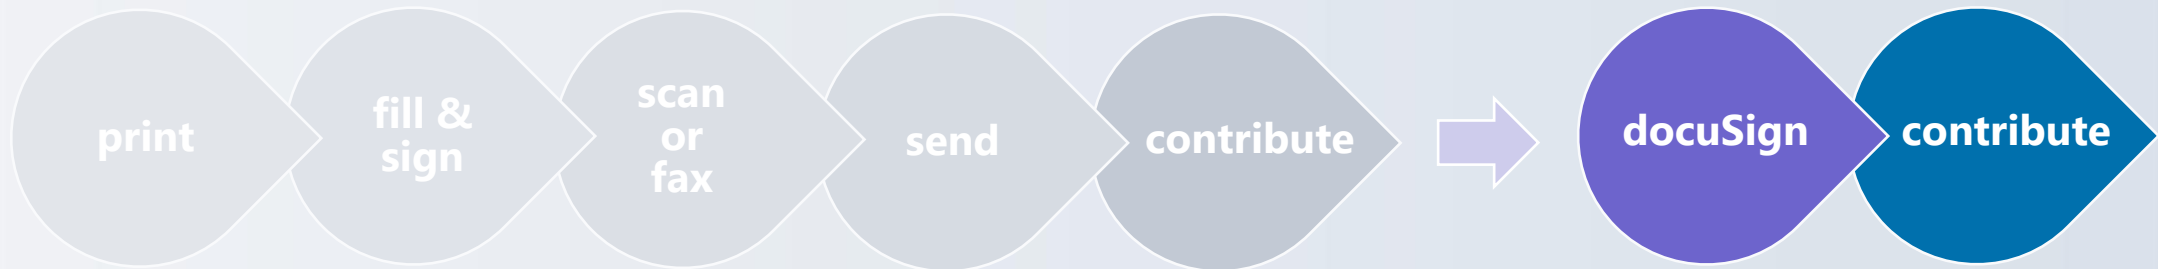 print
fill &
sign
scan
or
fax
send
contribute
docuSign
contribute